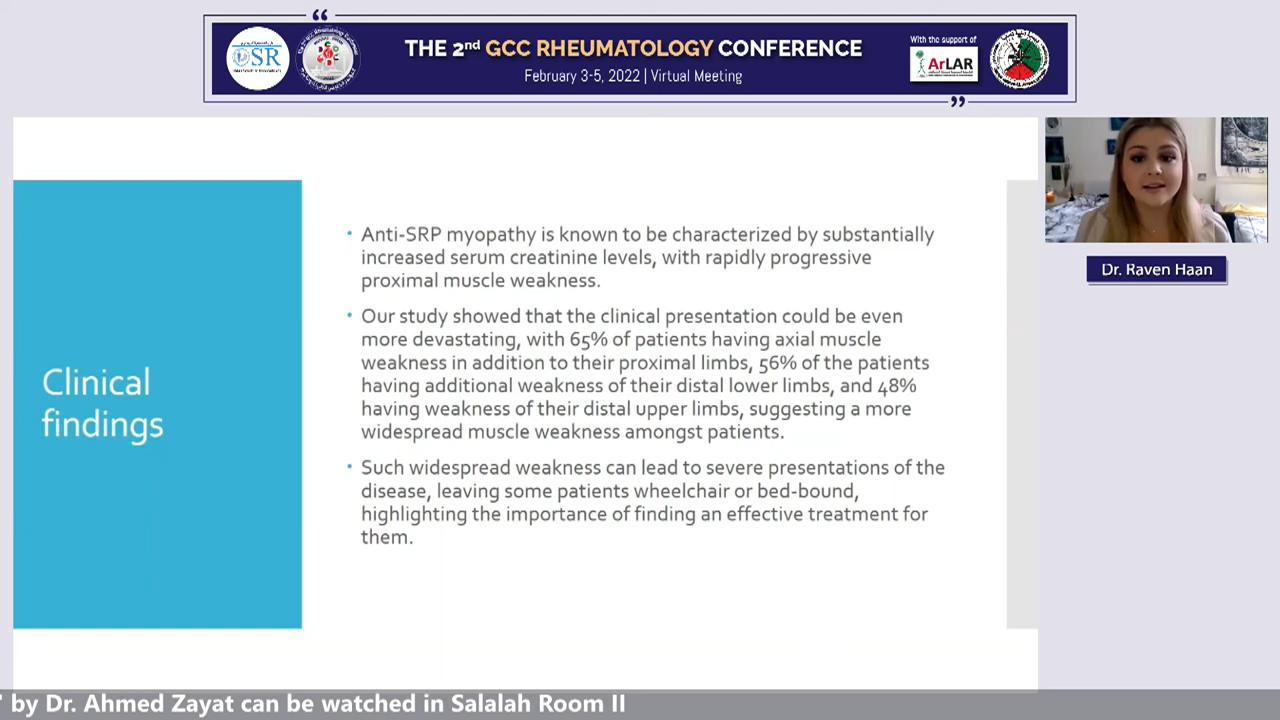 “
THE 2nd GCC RHEUMATOLOGY CONFERENCE
February 3-5, 2022 | Virtual Meeting
”
OSR
With the support of
ArLAR
Dr. Raven Haan
Clinical
findings
• Anti-SRP myopathy is known to be characterized by substantially
increased serum creatinine levels, with rapidly progressive
proximal muscle weakness.
• Our study showed that the clinical presentation could be even
more devastating, with 65% of patients having axial muscle
weakness in addition to their proximal limbs, 56% of the patients
having additional weakness of their distal lower limbs, and 48%
having weakness of their distal upper limbs, suggesting a more
widespread muscle weakness amongst patients.
• Such widespread weakness can lead to severe presentations of the
disease, leaving some patients wheelchair or bed-bound,
highlighting the importance of finding an effective treatment for
them.
" by Dr. Ahmed Zayat can be watched in Salalah Room II